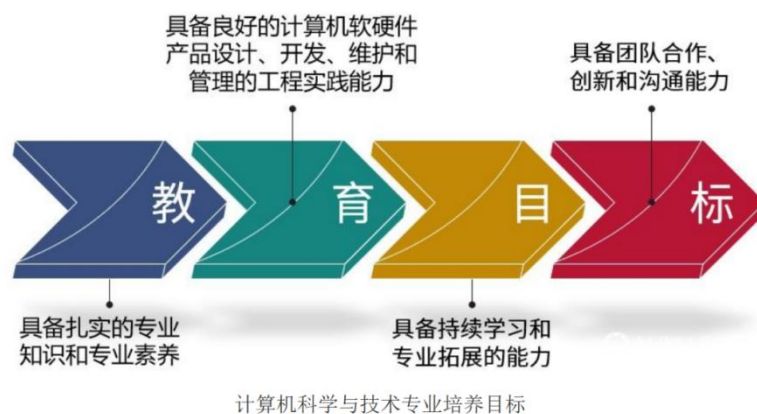 具备良好的计算机软硬件
产品设计、开发、维护和
管理的工程实践能力
具备团队合作、
创新和沟通能力
教育目标
具备扎实的专业
知识和专业素养
具备持续学习和
专业拓展的能力
计算机科学与技术专业培养目标